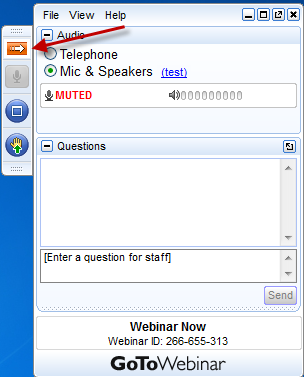 File View Help
Audio
Telephone
Mic & Speakers (test)
MUTED 000000000
Questions
[Enter a question for staff]
Send
Webinar Now
Webinar ID: 266-655-313
GoToWebinar